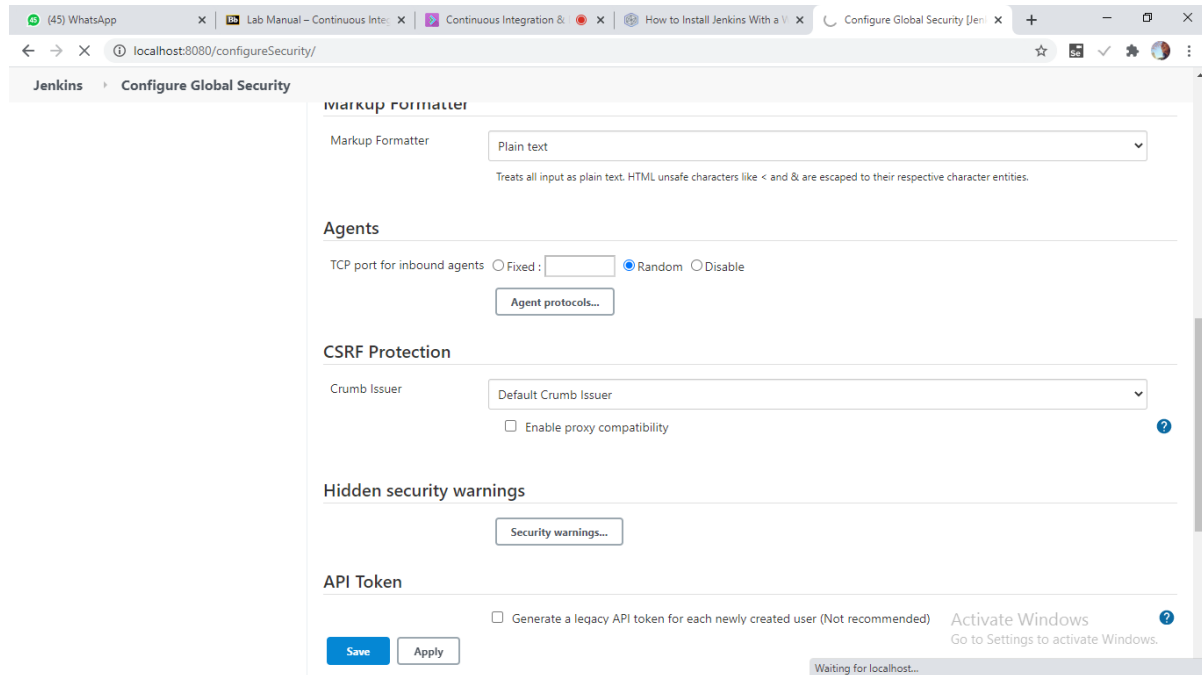 (45) WhatsApp
Bb Lab Manual – Continuous Integ
Continuous Integration &
How to Install Jenkins With a W
Configure Global Security [Jen
localhost:8080/configureSecurity/
Se
Jenkins Configure Global Security
Markup Formatter
Markup Formatter Plain text
Treats all input as plain text. HTML unsafe characters like < and & are escaped to their respective character entities.
Agents
TCP port for inbound agents Fixed : Random Disable
Agent protocols...
CSRF Protection
Crumb Issuer Default Crumb Issuer
Enable proxy compatibility
?
Hidden security warnings
Security warnings...
API Token
Generate a legacy API token for each newly created user (Not recommended)
?
Activate Windows
Go to Settings to activate Windows.
Save Apply
Waiting for localhost...